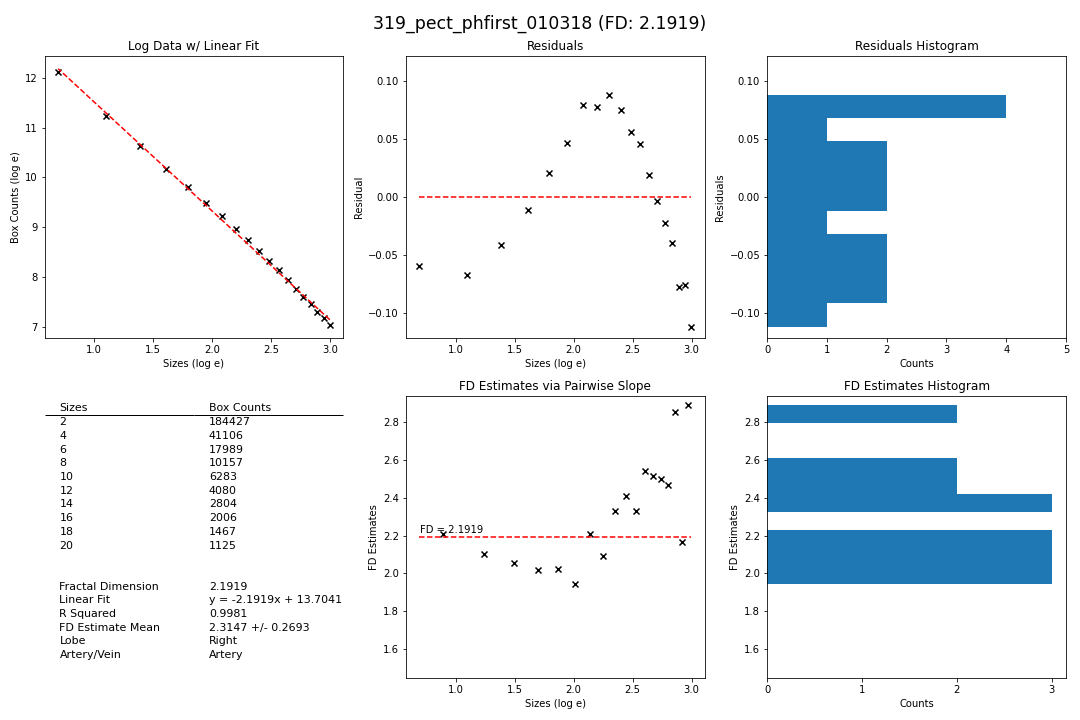 319_pect_phfirst_010318 (FD: 2.1919)
Log Data w/ Linear Fit
Box Counts (log e)
12
11
10
9
8
7
1.0 1.5 2.0 2.5 3.0
Sizes (log e)
Residuals
Residual
0.10
0.05
0.00
−0.05
−0.10
1.0 1.5 2.0 2.5 3.0
Sizes (log e)
Residuals Histogram
Residuals
0.10
0.05
0.00
−0.05
−0.10
0 1 2 3 4 5
Counts
Sizes Box Counts
2 184427
4 41106
6 17989
8 10157
10 6283
12 4080
14 2804
16 2006
18 1467
20 1125
Fractal Dimension 2.1919
Linear Fit y = -2.1919x + 13.7041
R Squared 0.9981
FD Estimate Mean 2.3147 +/- 0.2693
Lobe Right
Artery/Vein Artery
FD Estimates via Pairwise Slope
FD Estimates
2.8
2.6
2.4
2.2
2.0
1.8
1.6
FD = 2.1919
1.0 1.5 2.0 2.5 3.0
Sizes (log e)
FD Estimates Histogram
FD Estimates
2.8
2.6
2.4
2.2
2.0
1.8
1.6
0 1 2 3
Counts